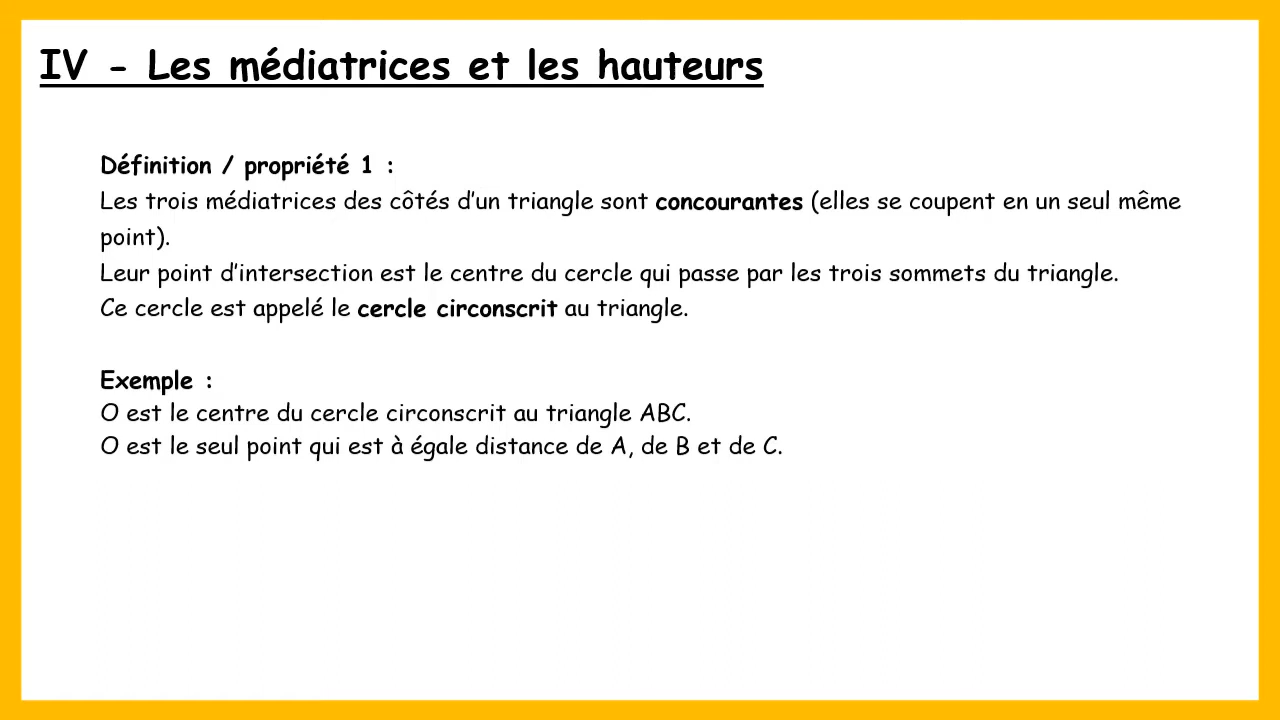 IV - Les médiatrices et les hauteurs
Définition / propriété 1 :
Les trois médiatrices des côtés d’un triangle sont concourantes (elles se coupent en un seul même
point).
Leur point d’intersection est le centre du cercle qui passe par les trois sommets du triangle.
Ce cercle est appelé le cercle circonscrit au triangle.
Exemple :
O est le centre du cercle circonscrit au triangle ABC.
O est le seul point qui est à égale distance de A, de B et de C.